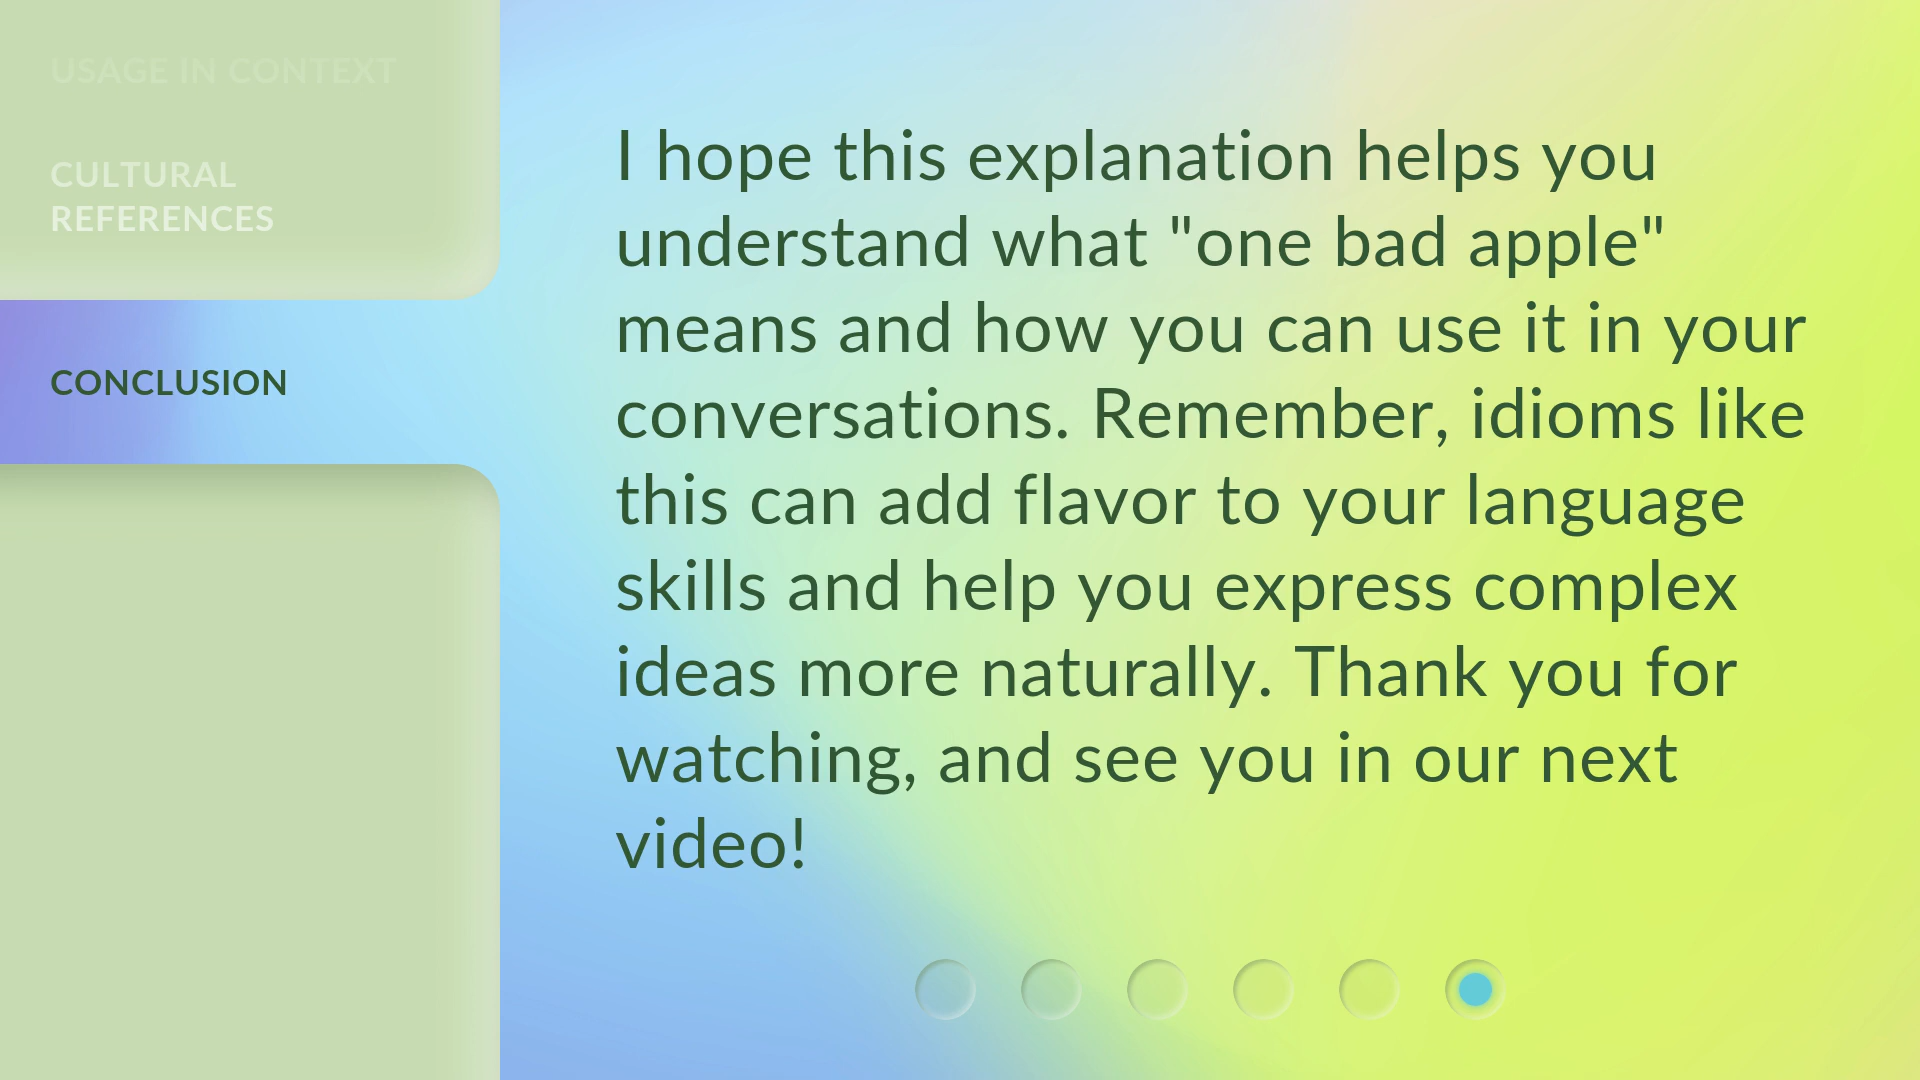 USAGE IN CONTEXT
CULTURAL
REFERENCES
CONCLUSION
I hope this explanation helps you
understand what "one bad apple"
means and how you can use it in your
conversations. Remember, idioms like
this can add flavor to your language
skills and help you express complex
ideas more naturally. Thank you for
watching, and see you in our next
video!